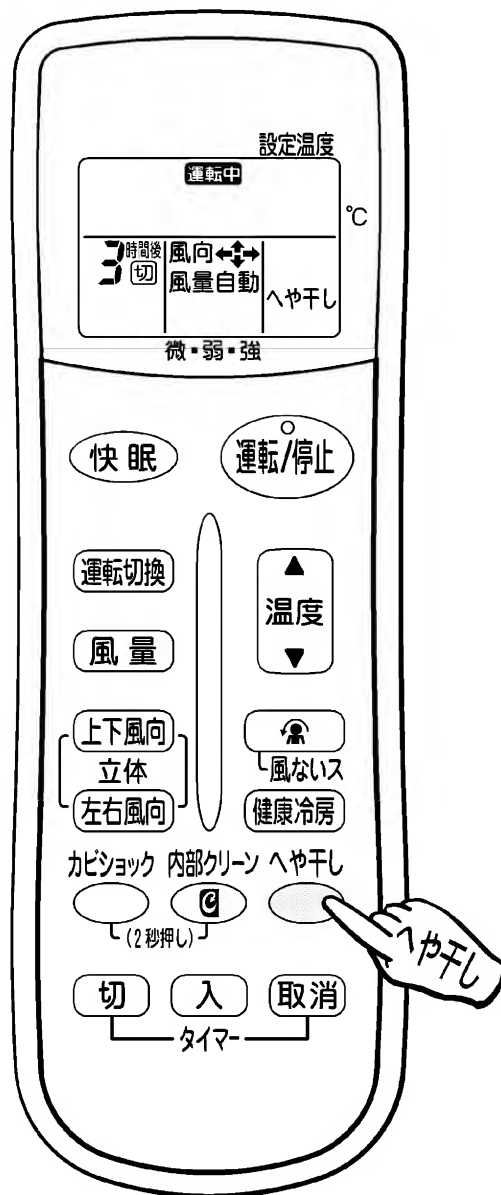 設定温度
運転中
℃
3時間後 切
風向
風量自動
へや干し
微・弱・強
快眠
運転/停止
運転切換
温度
風量
上下風向
立体
左右風向
風ないス
健康冷房
カビショック 内部クリーン へや干し
(2秒押し)
へや干し
切 入 取消
タイマー